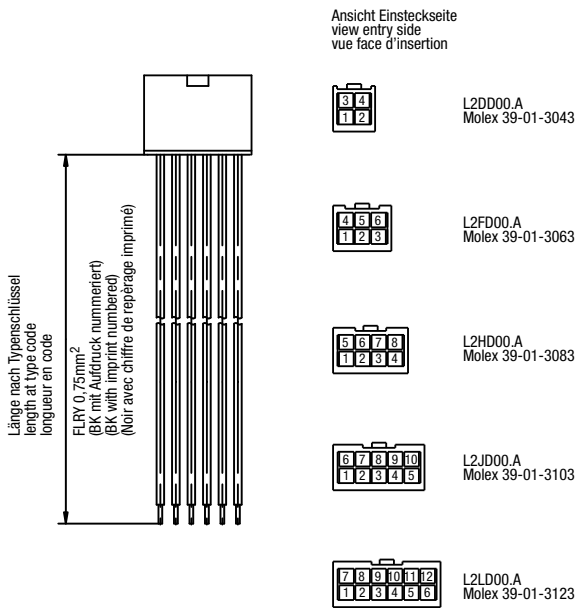 Ansicht Einsteckseite
view entry side
vue face d'insertion
3 4
1 2
L2DD00.A
Molex 39-01-3043
4 5 6
1 2 3
L2FD00.A
Molex 39-01-3063
5 6 7 8
1 2 3 4
L2HD00.A
Molex 39-01-3083
6 7 8 9 10
1 2 3 4 5
L2JD00.A
Molex 39-01-3103
7 8 9 10 11 12
1 2 3 4 5 6
L2LD00.A
Molex 39-01-3123
Länge nach Typenschlüssel
length at type code
longueur en code
FLRY 0,75mm²
(BK mit Aufdruck nummeriert)
(BK with imprint numbered)
(Noir avec chiffre de repèrage imprimé)